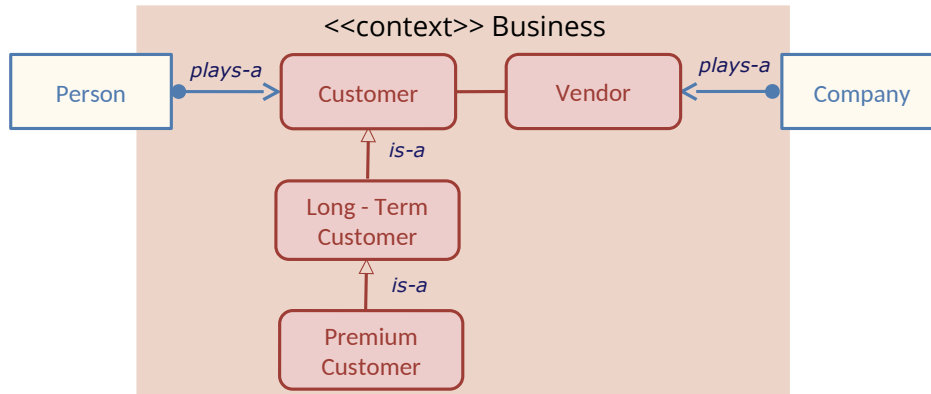 <<context>> Business
Person
plays-a
Customer
Vendor
plays-a
Company
is-a
Long - Term
Customer
is-a
Premium
Customer